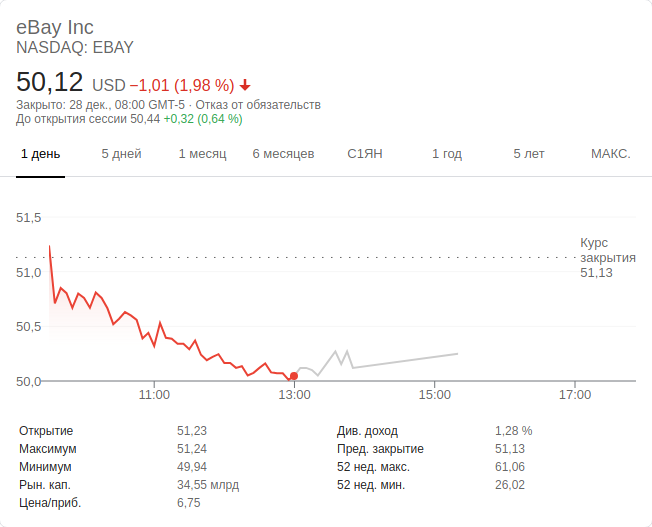 eBay Inc
NASDAQ: EBAY
50,12 USD −1,01 (1,98 %)
Закрыто: 28 дек., 08:00 GMT-5 · Отказ от обязательств
До открытия сессии 50,44 +0,32 (0,64 %)
1 день 5 дней 1 месяц 6 месяцев С1ЯН 1 год 5 лет МАКС.
51,5
Курс
закрытия
51,13
51,0
50,5
50,0
11:00 13:00 15:00 17:00
Открытие 51,23 Див. доход 1,28 %
Максимум 51,24 Пред. закрытие 51,13
Минимум 49,94 52 нед. макс. 61,06
Рын. кап. 34,55 млрд 52 нед. мин. 26,02
Цена/приб. 6,75